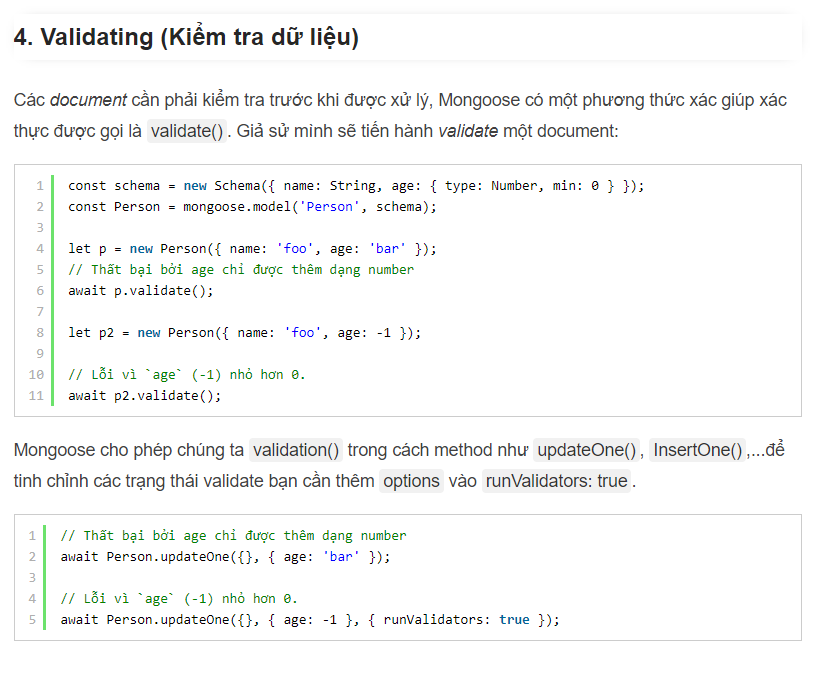 4. Validating (Kiểm tra dữ liệu)
Các document cần phải kiểm tra trước khi được xử lý, Mongoose có một phương thức xác giúp xác
thực được gọi là validate(). Giả sử mình sẽ tiến hành validate một document:
1 const schema = new Schema({ name: String, age: { type: Number, min: 0 } });
2 const Person = mongoose.model('Person', schema);
3
4 let p = new Person({ name: 'foo', age: 'bar' });
5 // Thất bại bởi age chỉ được thêm dạng number
6 await p.validate();
7
8 let p2 = new Person({ name: 'foo', age: -1 });
9
10 // Lỗi vì `age` (-1) nhỏ hơn 0.
11 await p2.validate();
Mongoose cho phép chúng ta validation() trong cách method như updateOne(), InsertOne(),...để
tinh chỉnh các trạng thái validate bạn cần thêm options vào runValidators: true.
1 // Thất bại bởi age chỉ được thêm dạng number
2 await Person.updateOne({}, { age: 'bar' });
3
4 // Lỗi vì `age` (-1) nhỏ hơn 0.
5 await Person.updateOne({}, { age: -1 }, { runValidators: true });